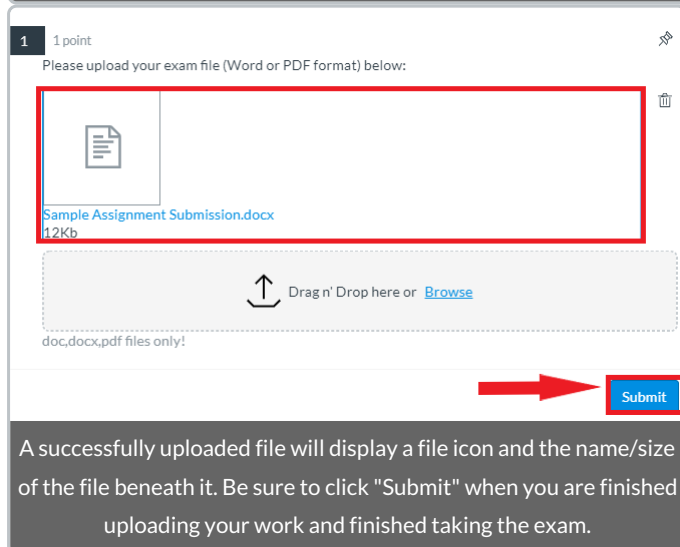 1 1 point
Please upload your exam file (Word or PDF format) below:
Sample Assignment Submission.docx
12Kb
Drag n' Drop here or Browse
doc,docx,pdf files only!
Submit
A successfully uploaded file will display a file icon and the name/size
of the file beneath it. Be sure to click "Submit" when you are finished
uploading your work and finished taking the exam.